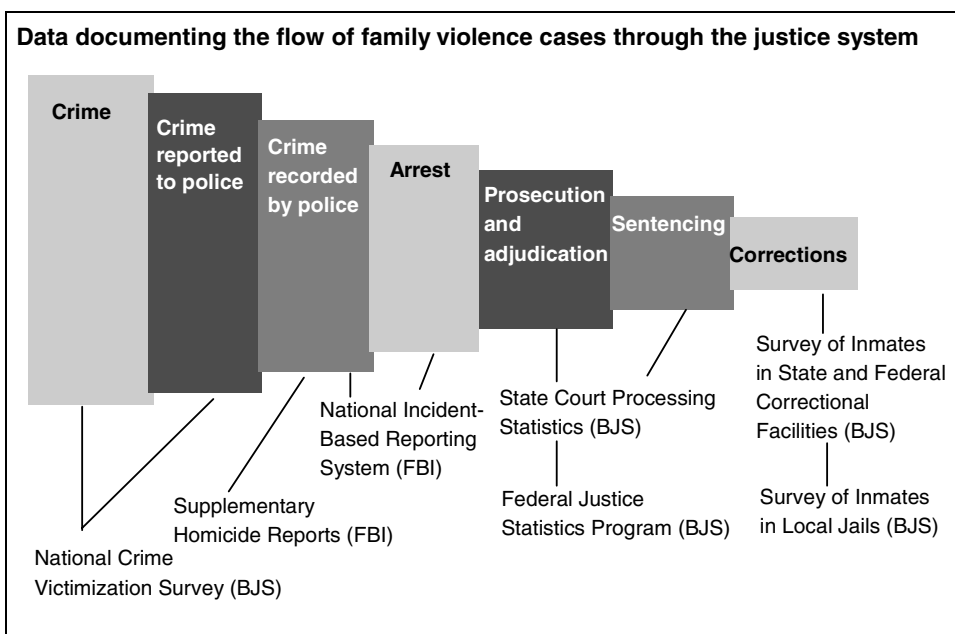 Data documenting the flow of family violence cases through the justice system
Crime
Crime
reported
to police
Crime
recorded
by police
Arrest
Prosecution
and
adjudication
Sentencing
Corrections
National Crime
Victimization Survey (BJS)
Supplementary
Homicide Reports (FBI)
National Incident-
Based Reporting
System (FBI)
State Court Processing
Statistics (BJS)
Federal Justice
Statistics Program (BJS)
Survey of Inmates
in State and Federal
Correctional
Facilities (BJS)
Survey of Inmates
in Local Jails (BJS)